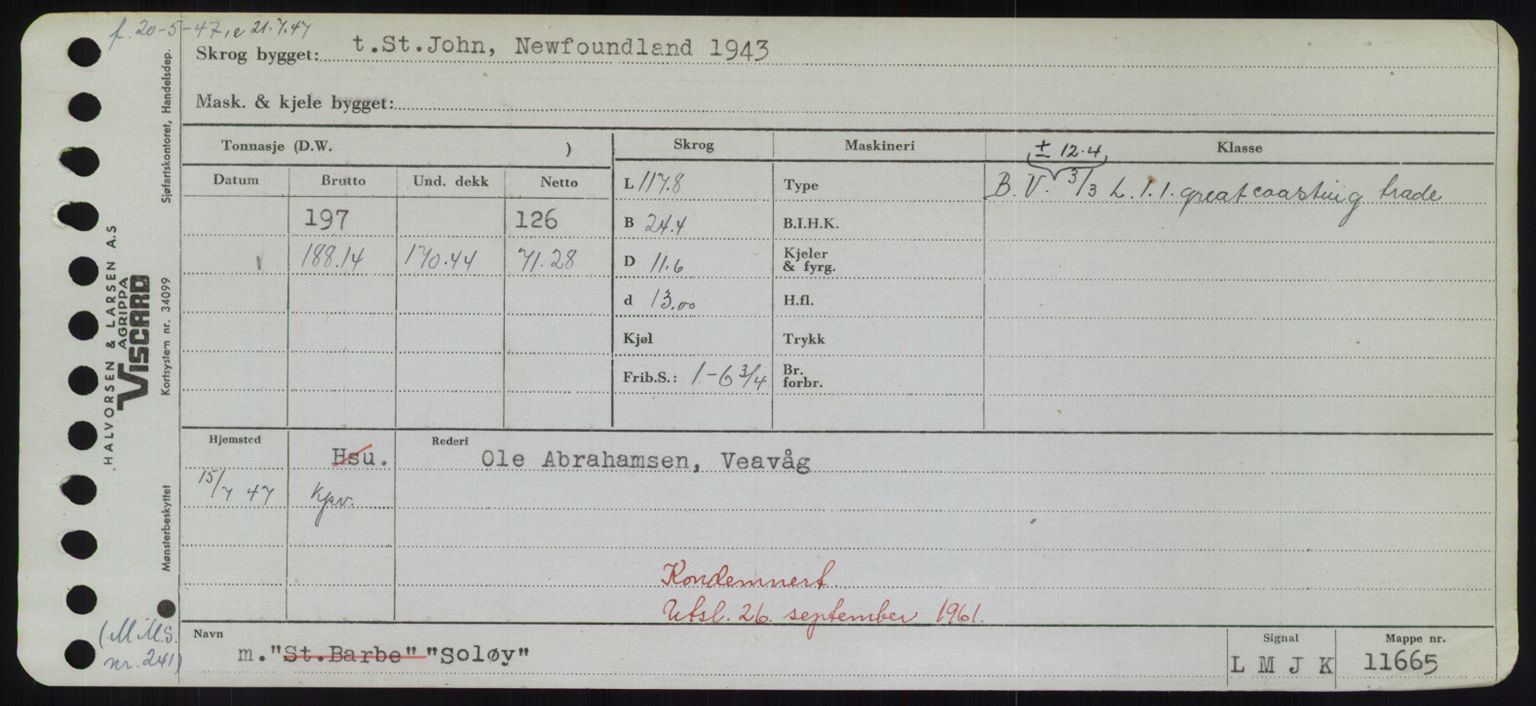 f. 20-5-47, e 21.7.47
Skrog bygget: t.St.John, Newfoundland 1943
Mask. & kjele bygget:
Tonnasje (D.W. )
Datum Brutto Und. dekk Netto
197 126
188.14 170.44 71.28
Skrog
L 117.8
B 24.4
D 11.6
d 13.00
Kjøl
Frib.S.: 1-6 3/4
Maskineri
Type
B.I.H.K.
Kjeler & fyrg.
H.fl.
Trykk
Br. forbr.
Klasse
± 12.4
B. V. 3/3 L. 1. 1. great coasting trade
Hjemsted Rederi
Hsu. Ole Abrahamsen, Veavåg
15/7 47 Kpv.
Kondemnert
Utsl. 26. september 1961.
Navn
m. "St.Barbe" "Soløy"
Signal
L M J K
Mappe nr.
11665
(MMS. nr. 241)
HALVORSEN & LARSEN A.S
AGRIPPA
VISCARD
Mønsterbeskyttet Kortsystem nr. 34099 Sjøfartskontoret, Handelsdep.